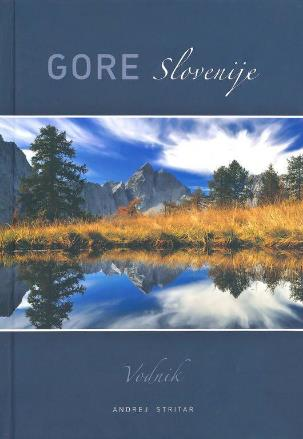 GORE Slovenije
Vodnik
ANDREJ STRITAR